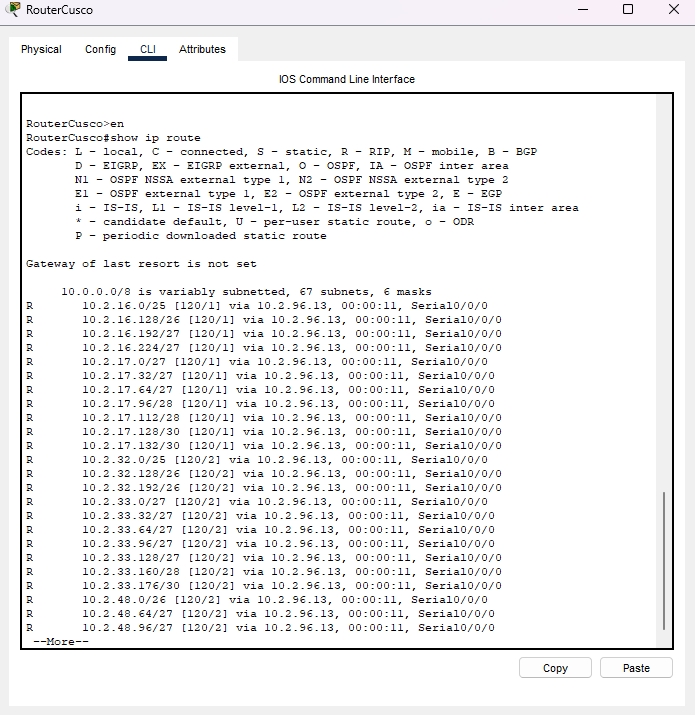 RouterCusco
Physical Config CLI Attributes
IOS Command Line Interface
RouterCusco>en
RouterCusco#show ip route
Codes: L - local, C - connected, S - static, R - RIP, M - mobile, B - BGP
D - EIGRP, EX - EIGRP external, O - OSPF, IA - OSPF inter area
N1 - OSPF NSSA external type 1, N2 - OSPF NSSA external type 2
E1 - OSPF external type 1, E2 - OSPF external type 2, E - EGP
i - IS-IS, L1 - IS-IS level-1, L2 - IS-IS level-2, ia - IS-IS inter area
* - candidate default, U - per-user static route, o - ODR
P - periodic downloaded static route
Gateway of last resort is not set
10.0.0.0/8 is variably subnetted, 67 subnets, 6 masks
R 10.2.16.0/25 [120/1] via 10.2.96.13, 00:00:11, Serial0/0/0
R 10.2.16.128/26 [120/1] via 10.2.96.13, 00:00:11, Serial0/0/0
R 10.2.16.192/27 [120/1] via 10.2.96.13, 00:00:11, Serial0/0/0
R 10.2.16.224/27 [120/1] via 10.2.96.13, 00:00:11, Serial0/0/0
R 10.2.17.0/27 [120/1] via 10.2.96.13, 00:00:11, Serial0/0/0
R 10.2.17.32/27 [120/1] via 10.2.96.13, 00:00:11, Serial0/0/0
R 10.2.17.64/27 [120/1] via 10.2.96.13, 00:00:11, Serial0/0/0
R 10.2.17.96/28 [120/1] via 10.2.96.13, 00:00:11, Serial0/0/0
R 10.2.17.112/28 [120/1] via 10.2.96.13, 00:00:11, Serial0/0/0
R 10.2.17.128/30 [120/1] via 10.2.96.13, 00:00:11, Serial0/0/0
R 10.2.17.132/30 [120/1] via 10.2.96.13, 00:00:11, Serial0/0/0
R 10.2.32.0/25 [120/2] via 10.2.96.13, 00:00:11, Serial0/0/0
R 10.2.32.128/26 [120/2] via 10.2.96.13, 00:00:11, Serial0/0/0
R 10.2.32.192/26 [120/2] via 10.2.96.13, 00:00:11, Serial0/0/0
R 10.2.33.0/27 [120/2] via 10.2.96.13, 00:00:11, Serial0/0/0
R 10.2.33.32/27 [120/2] via 10.2.96.13, 00:00:11, Serial0/0/0
R 10.2.33.64/27 [120/2] via 10.2.96.13, 00:00:11, Serial0/0/0
R 10.2.33.96/27 [120/2] via 10.2.96.13, 00:00:11, Serial0/0/0
R 10.2.33.128/27 [120/2] via 10.2.96.13, 00:00:11, Serial0/0/0
R 10.2.33.160/28 [120/2] via 10.2.96.13, 00:00:11, Serial0/0/0
R 10.2.33.176/30 [120/2] via 10.2.96.13, 00:00:11, Serial0/0/0
R 10.2.48.0/26 [120/2] via 10.2.96.13, 00:00:11, Serial0/0/0
R 10.2.48.64/27 [120/2] via 10.2.96.13, 00:00:11, Serial0/0/0
R 10.2.48.96/27 [120/2] via 10.2.96.13, 00:00:11, Serial0/0/0
--More--
Copy Paste